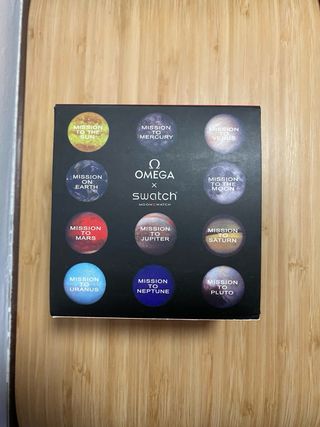 MISSION
TO THE
SUN
MISSION
TO
MERCURY
MISSION
TO
VENUS
MISSION
ON
EARTH
Ω
OMEGA
×
swatch
MOONSWATCH
MISSION
TO THE
MOON
MISSION
TO
MARS
MISSION
TO
JUPITER
MISSION
TO
SATURN
MISSION
TO
URANUS
MISSION
TO
NEPTUNE
MISSION
TO
PLUTO